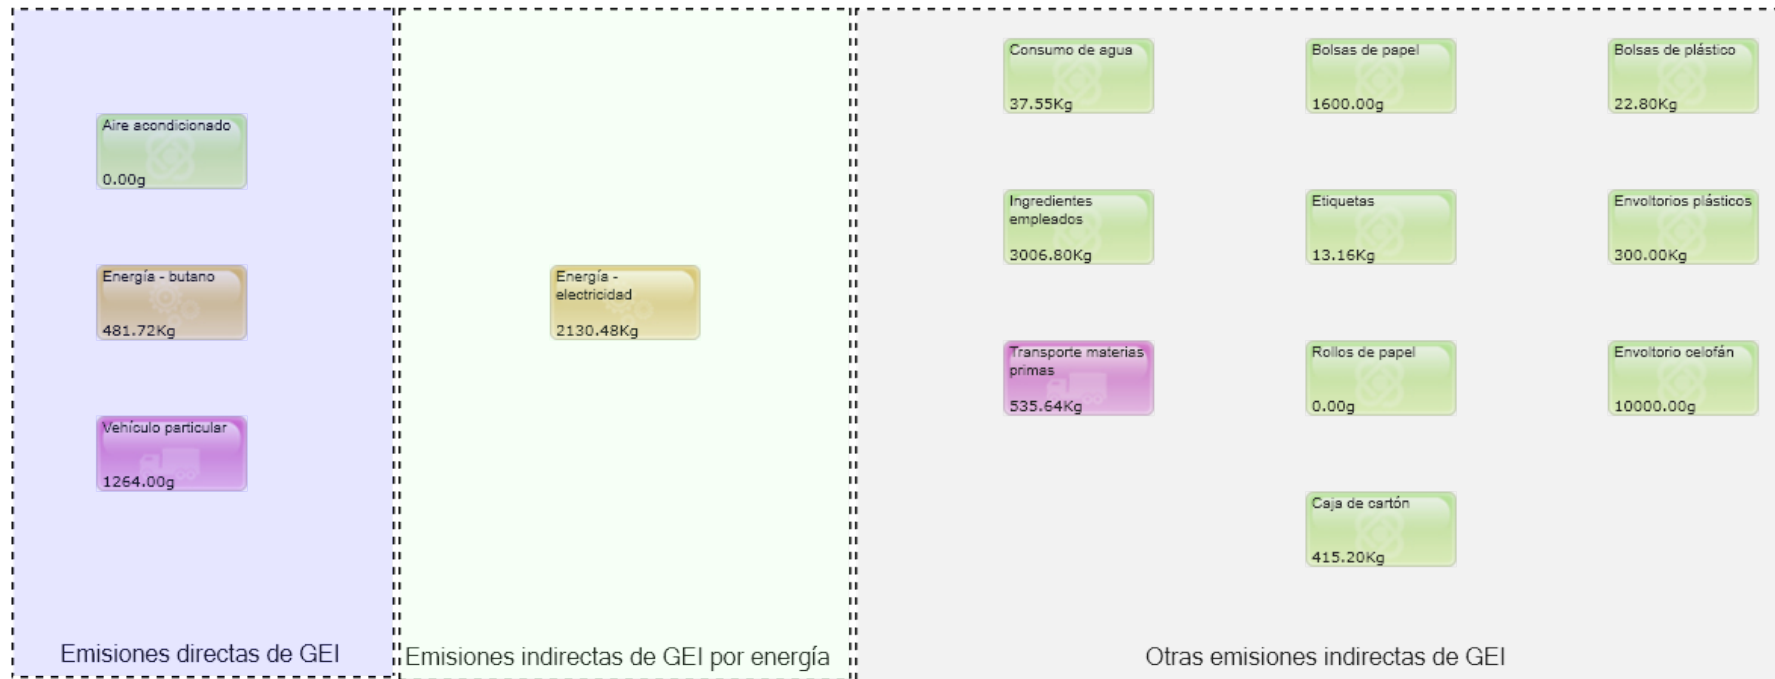 Aire acondicionado
0.00g
Energía - butano
481.72Kg
Vehículo particular
1264.00g
Emisiones directas de GEI
Energía -
electricidad
2130.48Kg
Emisiones indirectas de GEI por energía
Consumo de agua
37.55Kg
Bolsas de papel
1600.00g
Bolsas de plástico
22.80Kg
Ingredientes
empleados
3006.80Kg
Etiquetas
13.16Kg
Envoltorios plásticos
300.00Kg
Transporte materias
primas
535.64Kg
Rollos de papel
0.00g
Envoltorio celofán
10000.00g
Caja de cartón
415.20Kg
Otras emisiones indirectas de GEI